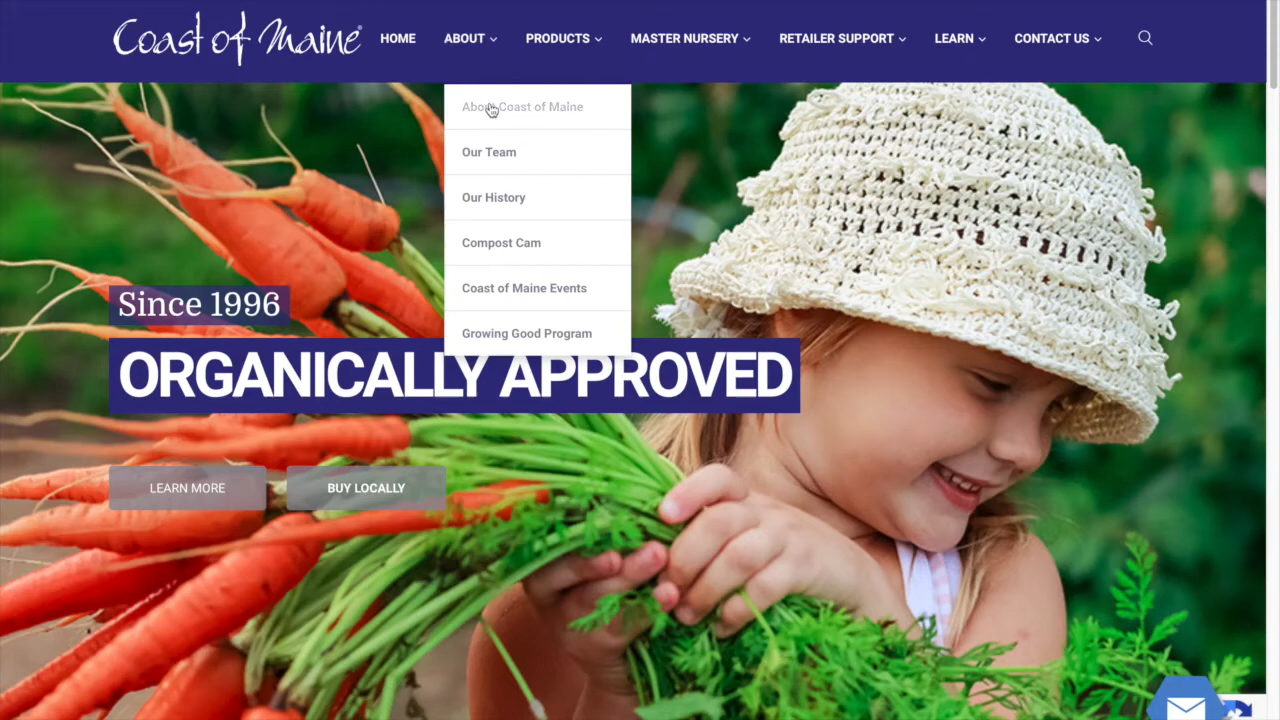 Coast of Maine®
HOME
ABOUT
PRODUCTS
MASTER NURSERY
RETAILER SUPPORT
LEARN
CONTACT US
About Coast of Maine
Our Team
Our History
Compost Cam
Coast of Maine Events
Growing Good Program
Since 1996
ORGANICALLY APPROVED
LEARN MORE
BUY LOCALLY